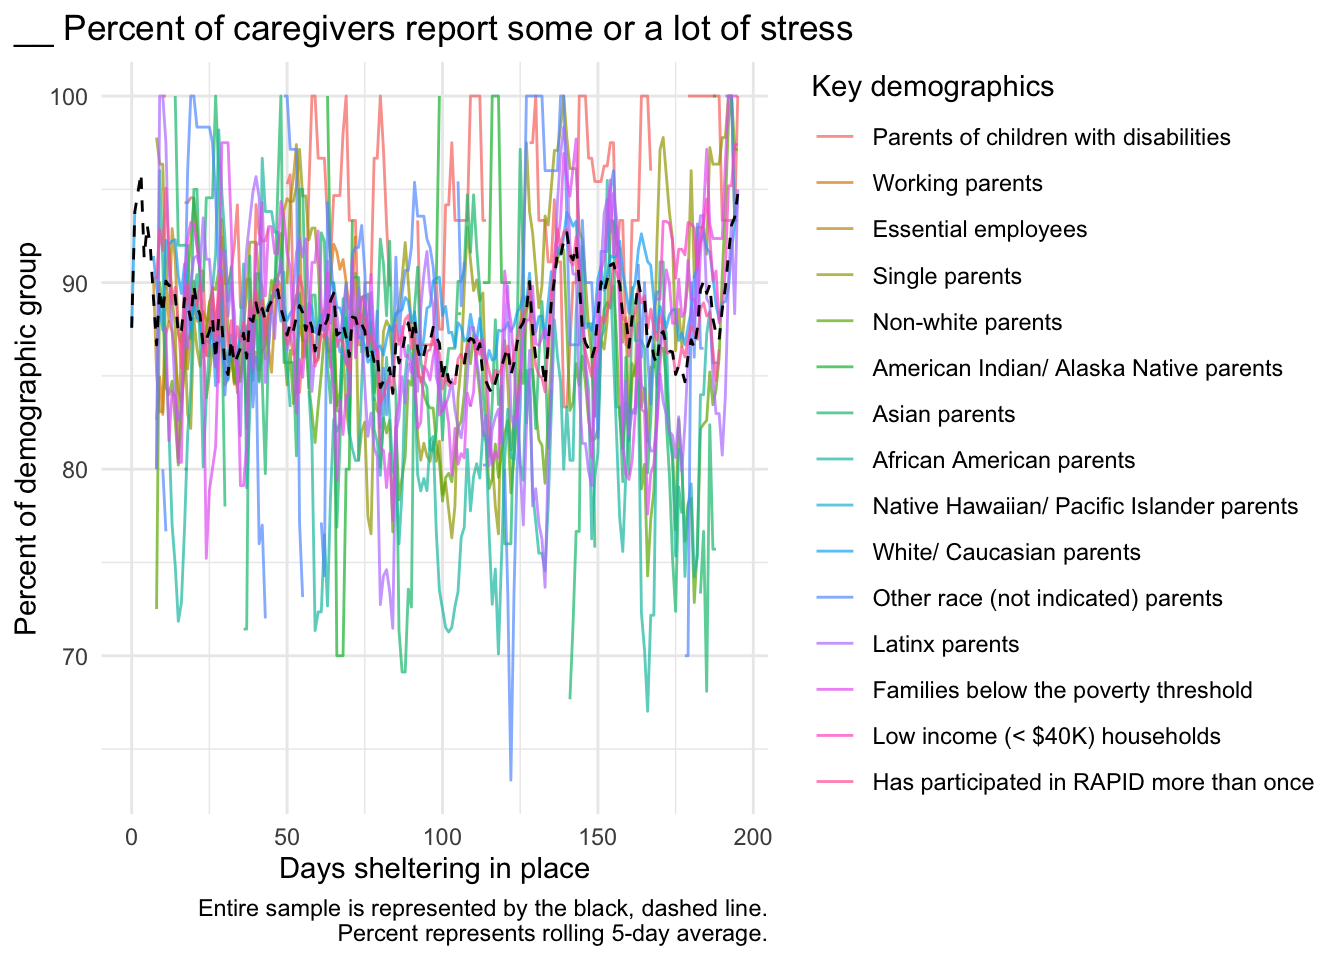 __ Percent of caregivers report some or a lot of stress
Percent of demographic group
100
90
80
70
0
50
100
150
200
Days sheltering in place
Entire sample is represented by the black, dashed line.
Percent represents rolling 5-day average.
Key demographics
Parents of children with disabilities
Working parents
Essential employees
Single parents
Non-white parents
American Indian/ Alaska Native parents
Asian parents
African American parents
Native Hawaiian/ Pacific Islander parents
White/ Caucasian parents
Other race (not indicated) parents
Latinx parents
Families below the poverty threshold
Low income (< $40K) households
Has participated in RAPID more than once